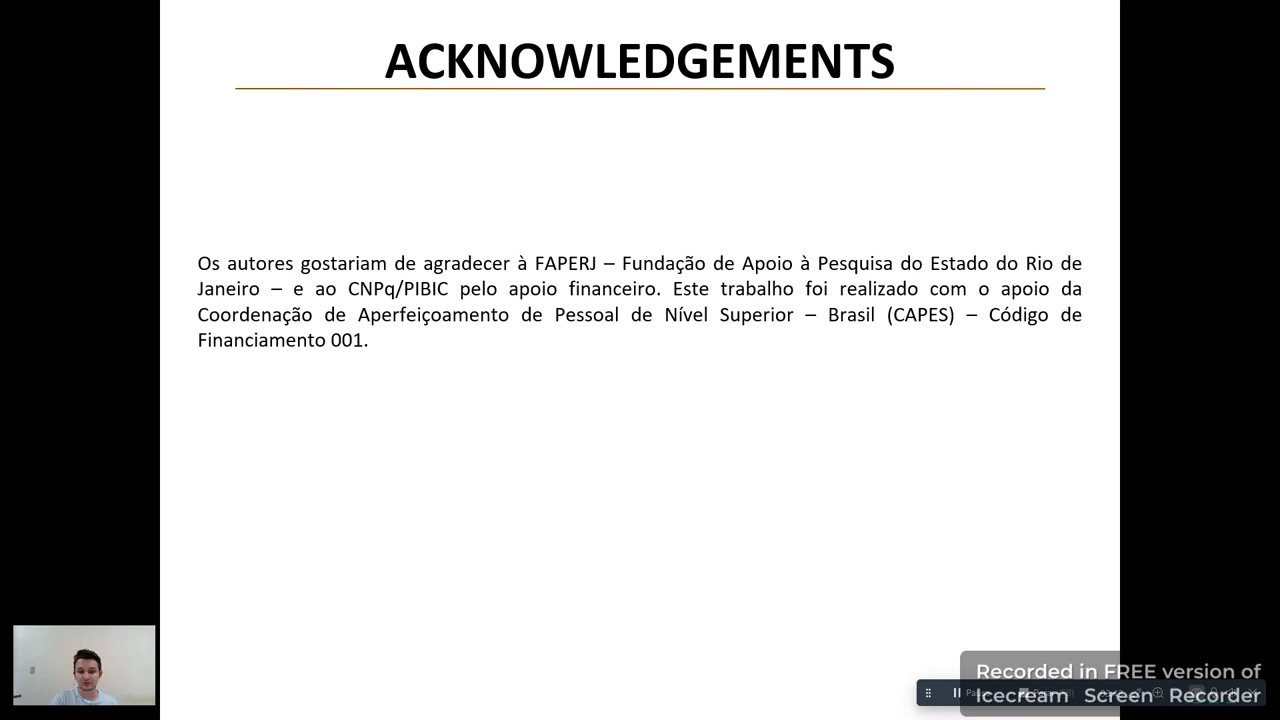 ACKNOWLEDGEMENTS
Os autores gostariam de agradecer à FAPERJ – Fundação de Apoio à Pesquisa do Estado do Rio de
Janeiro – e ao CNPq/PIBIC pelo apoio financeiro. Este trabalho foi realizado com o apoio da
Coordenação de Aperfeiçoamento de Pessoal de Nível Superior – Brasil (CAPES) – Código de
Financiamento 001.
Recorded in FREE version of
Icecream Screen Recorder